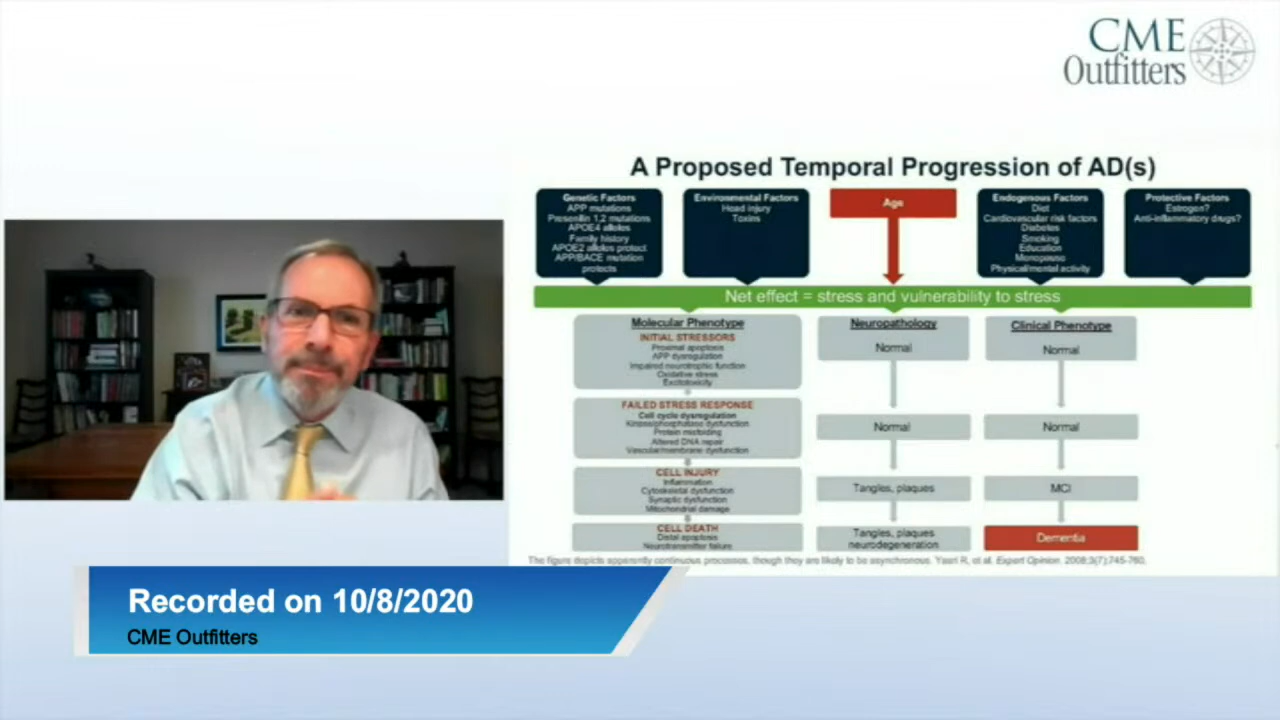 CME
Outfitters
A Proposed Temporal Progression of AD(s)
Genetic Factors
APP mutations
Presenilin 1,2 mutations
APOE4 alleles
Family history
APOE2 alleles protect
APP/BACE mutation
protects
Environmental Factors
Head injury
Toxins
Age
Endogenous Factors
Diet
Cardiovascular risk factors
Diabetes
Smoking
Education
Menopause
Physical/mental activity
Protective Factors
Estrogen?
Anti-inflammatory drugs?
Net effect = stress and vulnerability to stress
Molecular Phenotype
INITIAL STRESSORS
Proximal apoptosis
APP dysregulation
Impaired neurotrophic function
Oxidative stress
Excitotoxicity
FAILED STRESS RESPONSE
Cell cycle dysregulation
Kinase/phosphatase dysfunction
Protein misfolding
Altered DNA repair
Vascular/membrane dysfunction
CELL INJURY
Inflammation
Cytoskeletal dysfunction
Synaptic dysfunction
Mitochondrial damage
CELL DEATH
Distal apoptosis
Neurotransmitter failure
Neuropathology
Normal
Normal
Tangles, plaques
Tangles, plaques
neurodegeneration
Clinical Phenotype
Normal
Normal
MCI
Dementia
The figure depicts apparently continuous processes, though they are likely to be asynchronous. Yaari R, et al. Expert Opinion. 2008;3(7):745-760.
Recorded on 10/8/2020
CME Outfitters